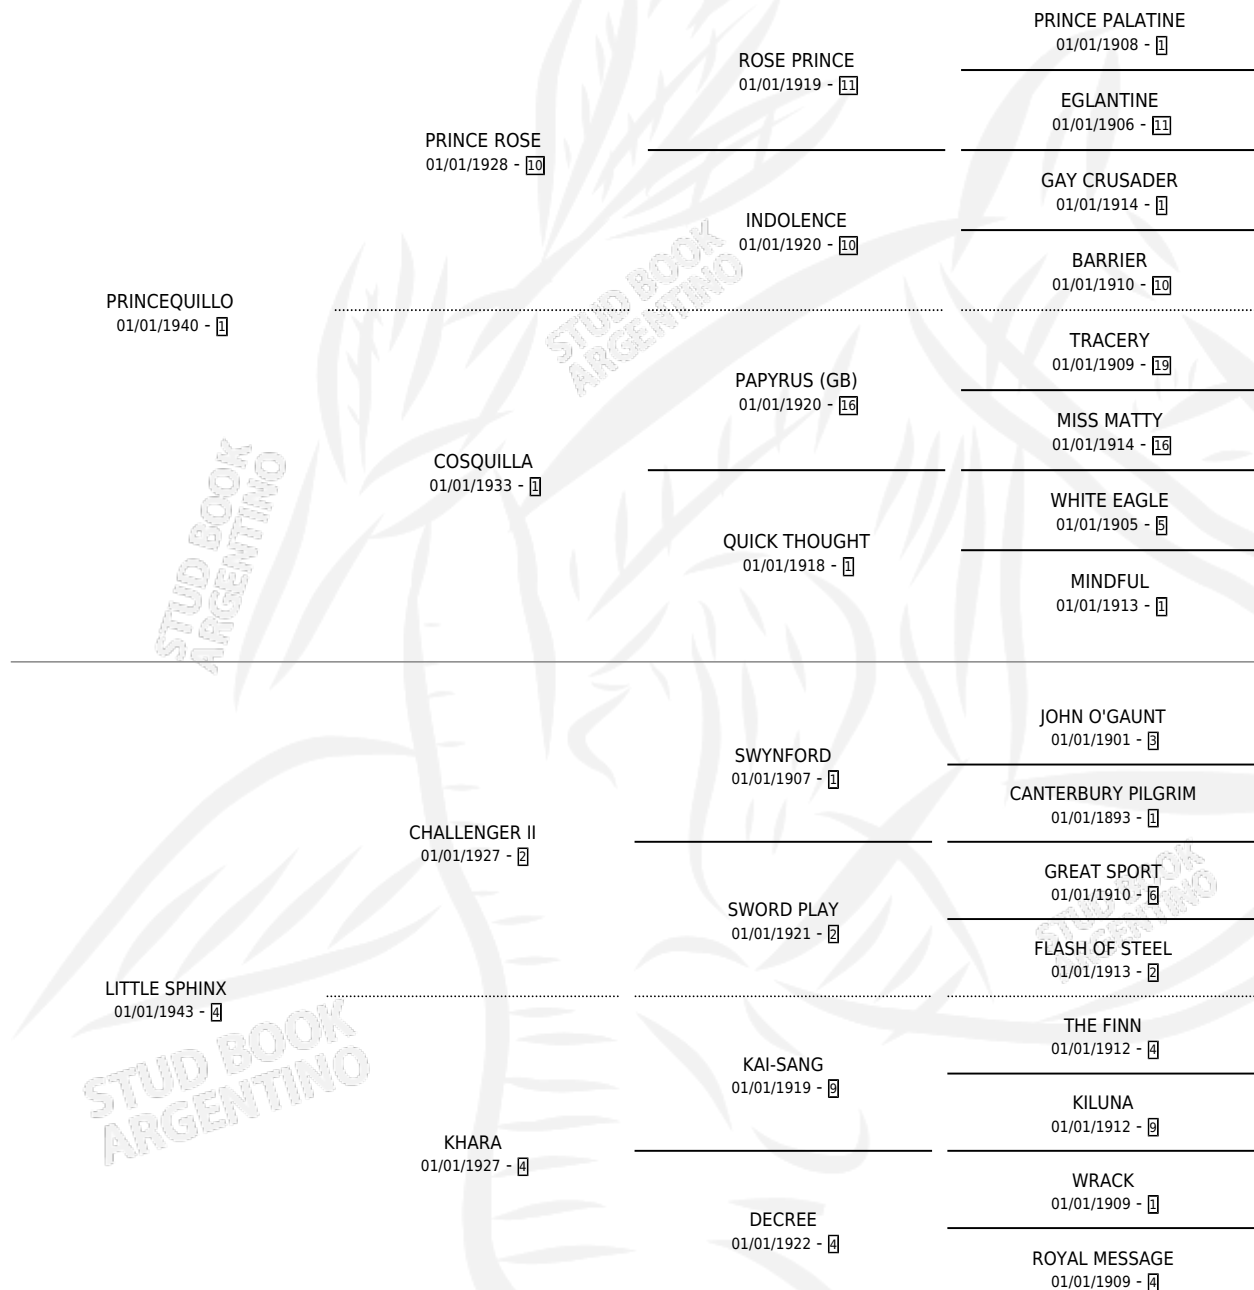 PRINCE PALATINE
01/01/1908 - 1
ROSE PRINCE
01/01/1919 - 11
EGLANTINE
01/01/1906 - 11
PRINCE ROSE
01/01/1928 - 10
GAY CRUSADER
01/01/1914 - 1
INDOLENCE
01/01/1920 - 10
BARRIER
01/01/1910 - 10
STUD BOOK
ARGENTINO
PRINCEQUILLO
01/01/1940 - 1
TRACERY
01/01/1909 - 19
PAPYRUS (GB)
01/01/1920 - 16
MISS MATTY
01/01/1914 - 16
COSQUILLA
01/01/1933 - 1
WHITE EAGLE
01/01/1905 - 5
QUICK THOUGHT
01/01/1918 - 1
MINDFUL
01/01/1913 - 1
STUD BOOK
ARGENTINO
JOHN O'GAUNT
01/01/1901 - 3
SWYNFORD
01/01/1907 - 1
CANTERBURY PILGRIM
01/01/1893 - 1
CHALLENGER II
01/01/1927 - 2
GREAT SPORT
01/01/1910 - 6
STUD BOOK
ARGENTINO
SWORD PLAY
01/01/1921 - 2
FLASH OF STEEL
01/01/1913 - 2
LITTLE SPHINX
01/01/1943 - 4
THE FINN
01/01/1912 - 4
KAI-SANG
01/01/1919 - 9
STUD BOOK
ARGENTINO
KILUNA
01/01/1912 - 9
KHARA
01/01/1927 - 4
WRACK
01/01/1909 - 1
DECREE
01/01/1922 - 4
ROYAL MESSAGE
01/01/1909 - 4